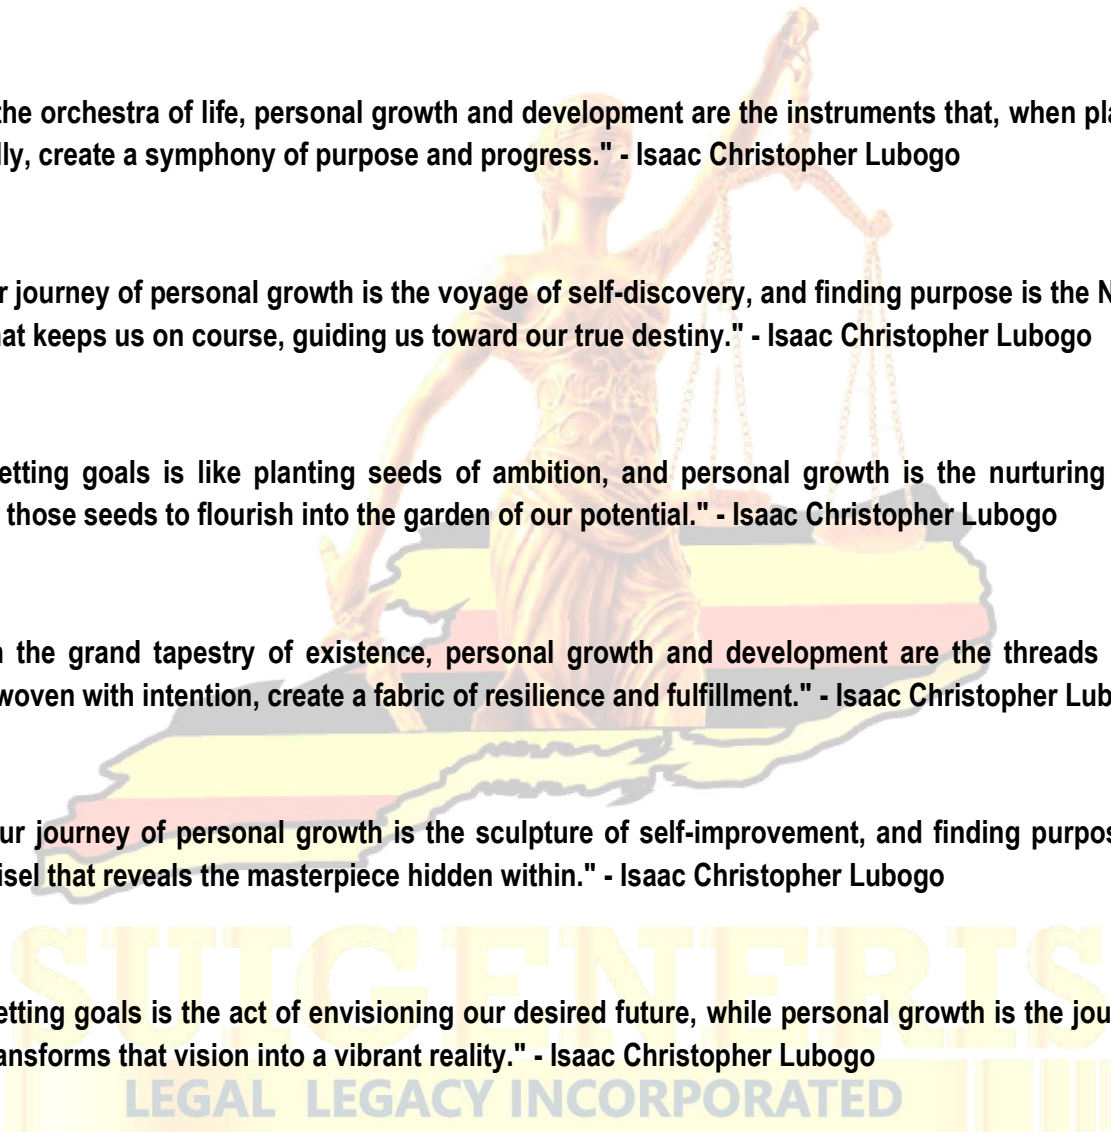 the orchestra of life, personal growth and development are the instruments that, when pla
lly, create a symphony of purpose and progress." - Isaac Christopher Lubogo
r journey of personal growth is the voyage of self-discovery, and finding purpose is the N
at keeps us on course, guiding us toward our true destiny." - Isaac Christopher Lubogo
etting goals is like planting seeds of ambition, and personal growth is the nurturing
those seeds to flourish into the garden of our potential." - Isaac Christopher Lubogo
n the grand tapestry of existence, personal growth and development are the threads
woven with intention, create a fabric of resilience and fulfillment." - Isaac Christopher Lub
ur journey of personal growth is the sculpture of self-improvement, and finding purpos
isel that reveals the masterpiece hidden within." - Isaac Christopher Lubogo
SUIGENERIS
etting goals is the act of envisioning our desired future, while personal growth is the jou
ansforms that vision into a vibrant reality." - Isaac Christopher Lubogo
LEGAL LEGACY INCORPORATED